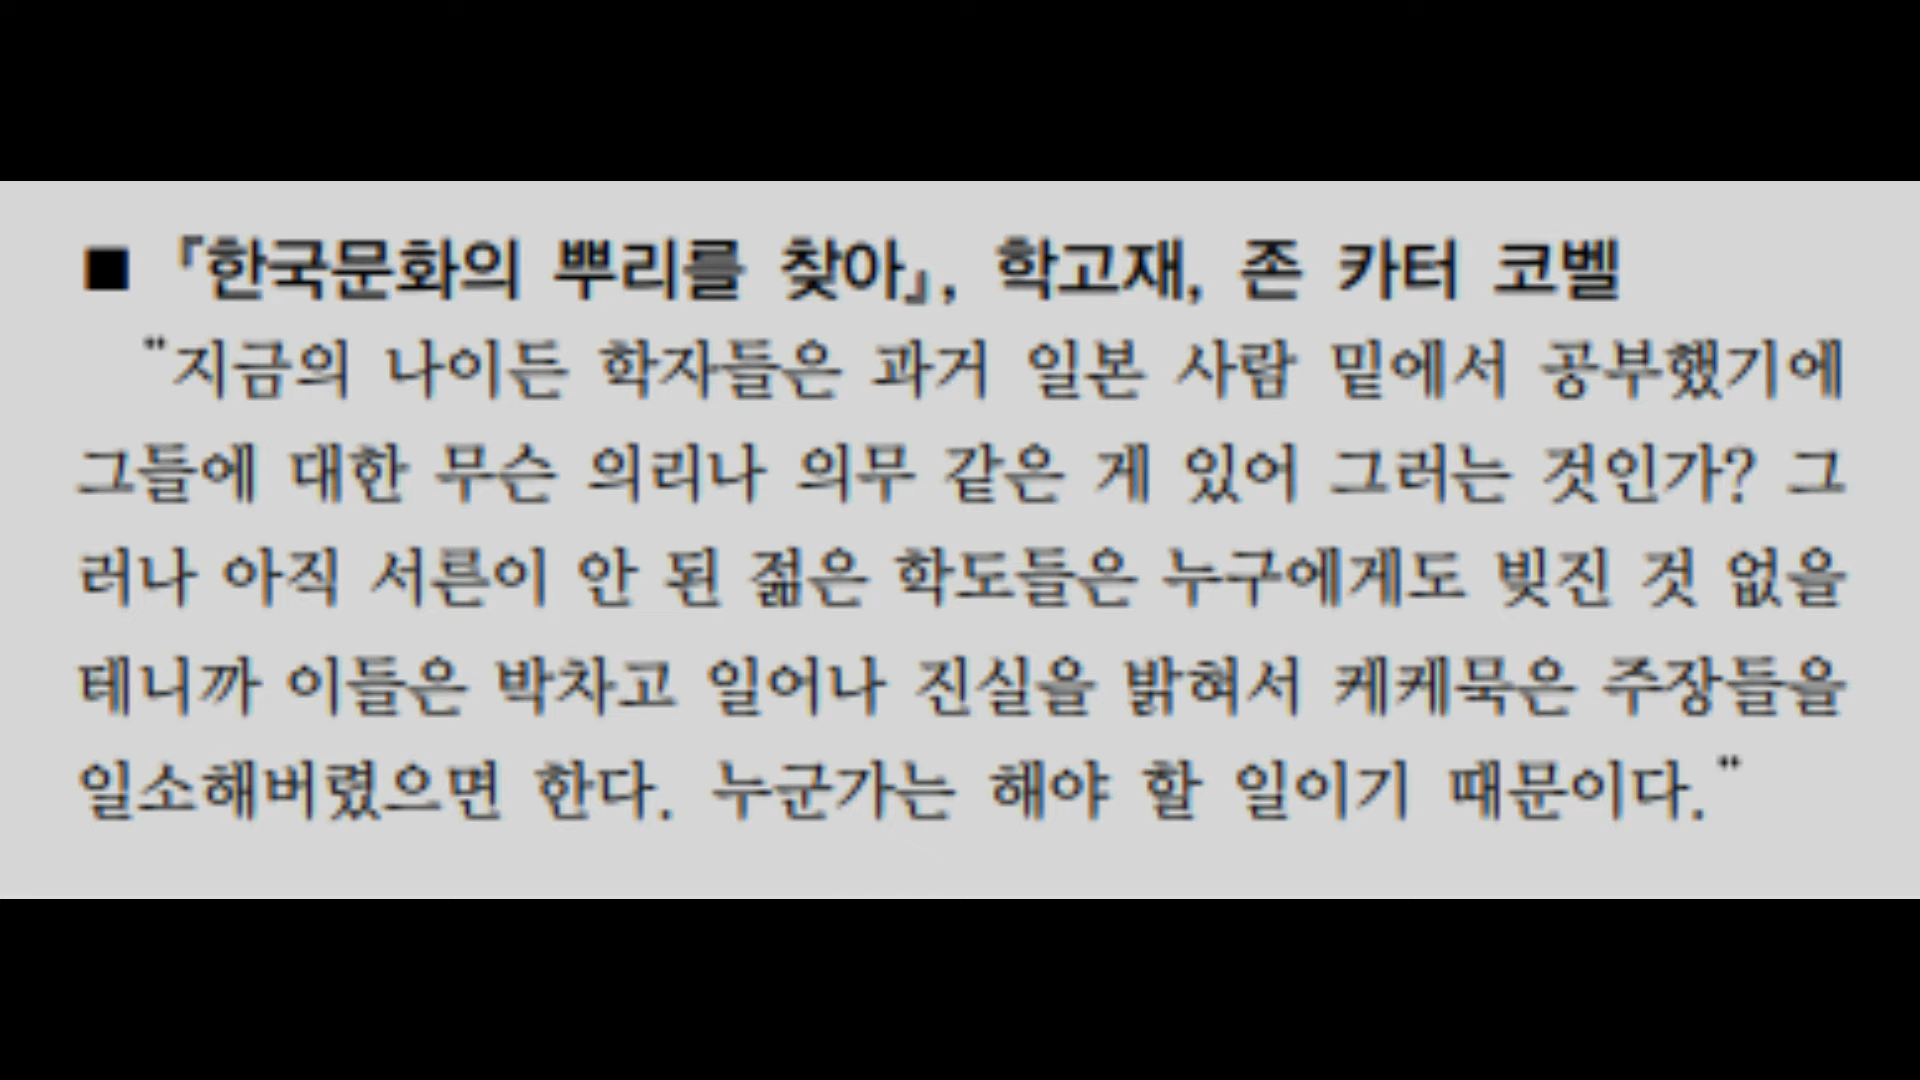 ■ 『한국문화의 뿌리를 찾아』, 학고재, 존 카터 코벨
“지금의 나이든 학자들은 과거 일본 사람 밑에서 공부했기에
그들에 대한 무슨 의리나 의무 같은 게 있어 그러는 것인가? 그
러나 아직 서른이 안 된 젊은 학도들은 누구에게도 빚진 것 없을
테니까 이들은 박차고 일어나 진실을 밝혀서 케케묵은 주장들을
일소해버렸으면 한다. 누군가는 해야 할 일이기 때문이다.”